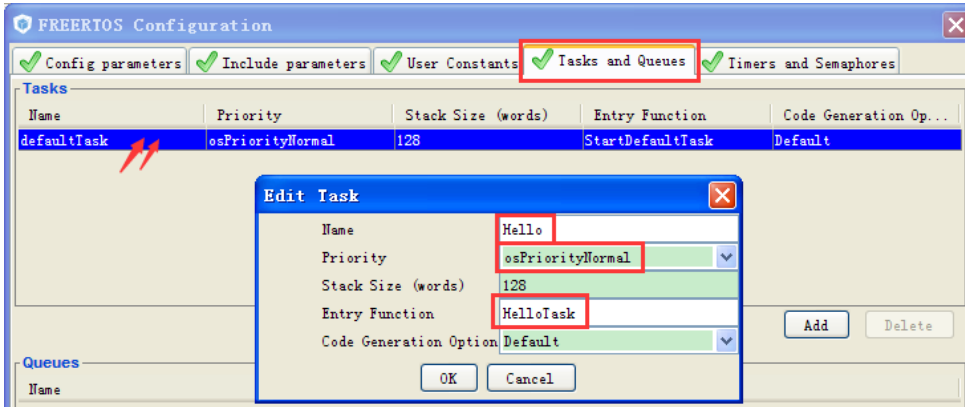 FREERTOS Configuration
Config parameters Include parameters User Constants Tasks and Queues Timers and Semaphores
Tasks
Name Priority Stack Size (words) Entry Function Code Generation Op...
defaultTask osPriorityNormal 128 StartDefaultTask Default
Edit Task
Name Hello
Priority osPriorityNormal
Stack Size (words) 128
Entry Function HelloTask
Code Generation Option Default
Add Delete
OK Cancel
Queues
Name